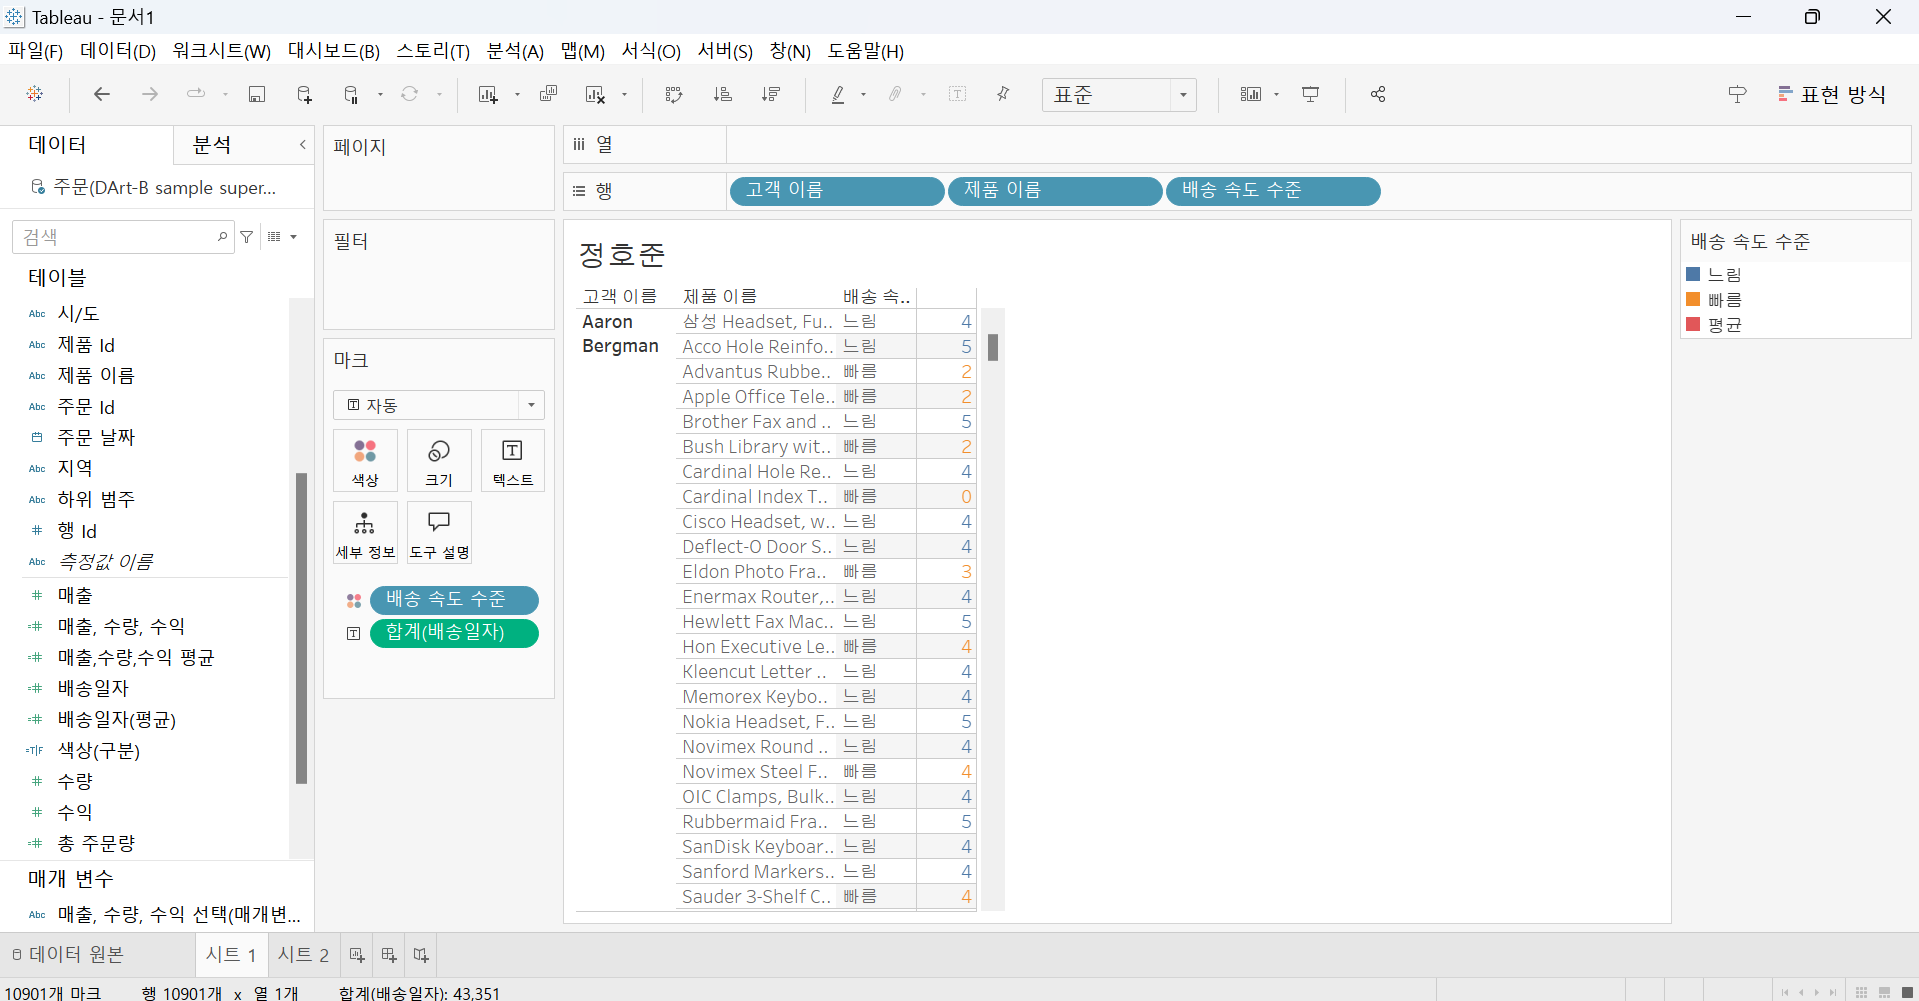 Tableau - 문서1
파일(F) 데이터(D) 워크시트(W) 대시보드(B) 스토리(T) 분석(A) 맵(M) 서식(O) 서버(S) 창(N) 도움말(H)
표준
표현 방식
데이터 분석
주문(DArt-B sample super...
검색
테이블
Abc 시/도
Abc 제품 Id
Abc 제품 이름
Abc 주문 Id
주문 날짜
Abc 지역
Abc 하위 범주
# 행 Id
Abc 측정값 이름
# 매출
=# 매출, 수량, 수익
=# 매출,수량,수익 평균
=# 배송일자
=# 배송일자(평균)
=T|F 색상(구분)
# 수량
# 수익
=# 총 주문량
매개 변수
Abc 매출, 수량, 수익 선택(매개변...
페이지
필터
마크
자동
색상 크기 텍스트
세부 정보 도구 설명
배송 속도 수준
합계(배송일자)
열
행 고객 이름 제품 이름 배송 속도 수준
정호준
고객 이름 제품 이름 배송 속..
Aaron 삼성 Headset, Fu.. 느림 4
Bergman Acco Hole Reinfo.. 느림 5
Advantus Rubbe.. 빠름 2
Apple Office Tele.. 빠름 2
Brother Fax and .. 느림 5
Bush Library wit.. 빠름 2
Cardinal Hole Re.. 느림 4
Cardinal Index T.. 빠름 0
Cisco Headset, w.. 느림 4
Deflect-O Door S.. 느림 4
Eldon Photo Fra.. 빠름 3
Enermax Router,.. 느림 4
Hewlett Fax Mac.. 느림 5
Hon Executive Le.. 빠름 4
Kleencut Letter .. 느림 4
Memorex Keybo.. 느림 4
Nokia Headset, F.. 느림 5
Novimex Round .. 느림 4
Novimex Steel F.. 빠름 4
OIC Clamps, Bulk.. 느림 4
Rubbermaid Fra.. 느림 5
SanDisk Keyboar.. 느림 4
Sanford Markers.. 느림 4
Sauder 3-Shelf C.. 빠름 4
배송 속도 수준
느림
빠름
평균
데이터 원본 시트 1 시트 2
10901개 마크 행 10901개 x 열 1개 합계(배송일자): 43,351